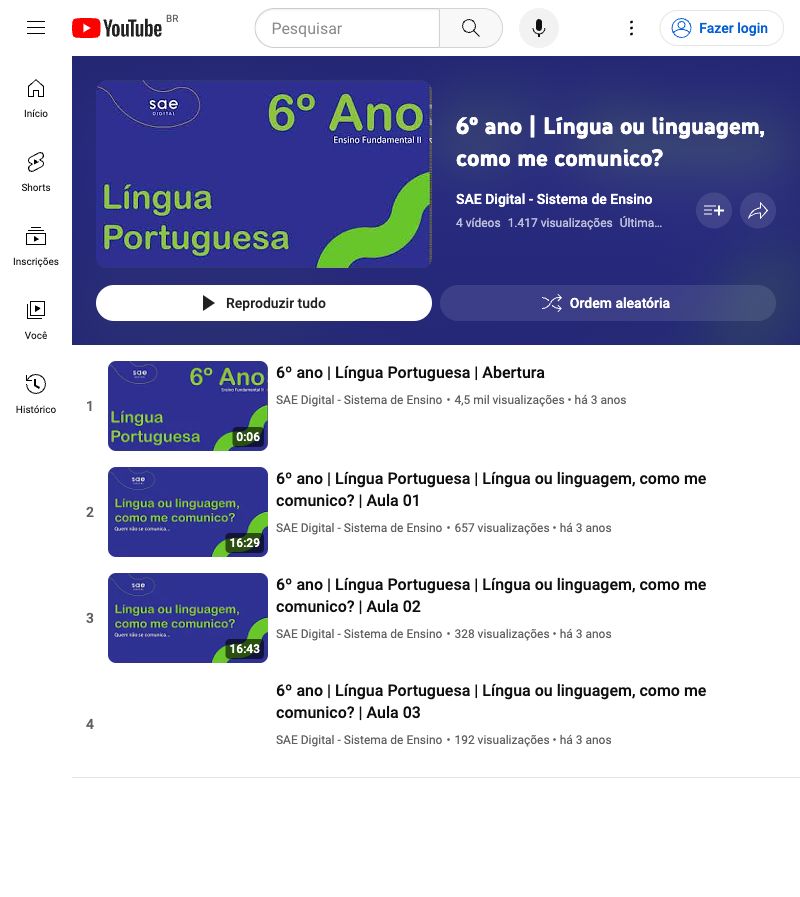 YouTube BR
Pesquisar
Fazer login
Início
Shorts
Inscrições
Você
Histórico
sae
DIGITAL
6º Ano
Ensino Fundamental II
Língua
Portuguesa
6º ano | Língua ou linguagem,
como me comunico?
SAE Digital - Sistema de Ensino
4 vídeos 1.417 visualizações Última…
Reproduzir tudo
Ordem aleatória
1
sae
6º Ano
Ensino Fundamental II
Língua
Portuguesa
0:06
6º ano | Língua Portuguesa | Abertura
SAE Digital - Sistema de Ensino • 4,5 mil visualizações • há 3 anos
2
sae
Língua ou linguagem,
como me comunico?
Quem não se comunica...
16:29
6º ano | Língua Portuguesa | Língua ou linguagem, como me
comunico? | Aula 01
SAE Digital - Sistema de Ensino • 657 visualizações • há 3 anos
3
sae
Língua ou linguagem,
como me comunico?
Quem não se comunica...
16:43
6º ano | Língua Portuguesa | Língua ou linguagem, como me
comunico? | Aula 02
SAE Digital - Sistema de Ensino • 328 visualizações • há 3 anos
4
6º ano | Língua Portuguesa | Língua ou linguagem, como me
comunico? | Aula 03
SAE Digital - Sistema de Ensino • 192 visualizações • há 3 anos